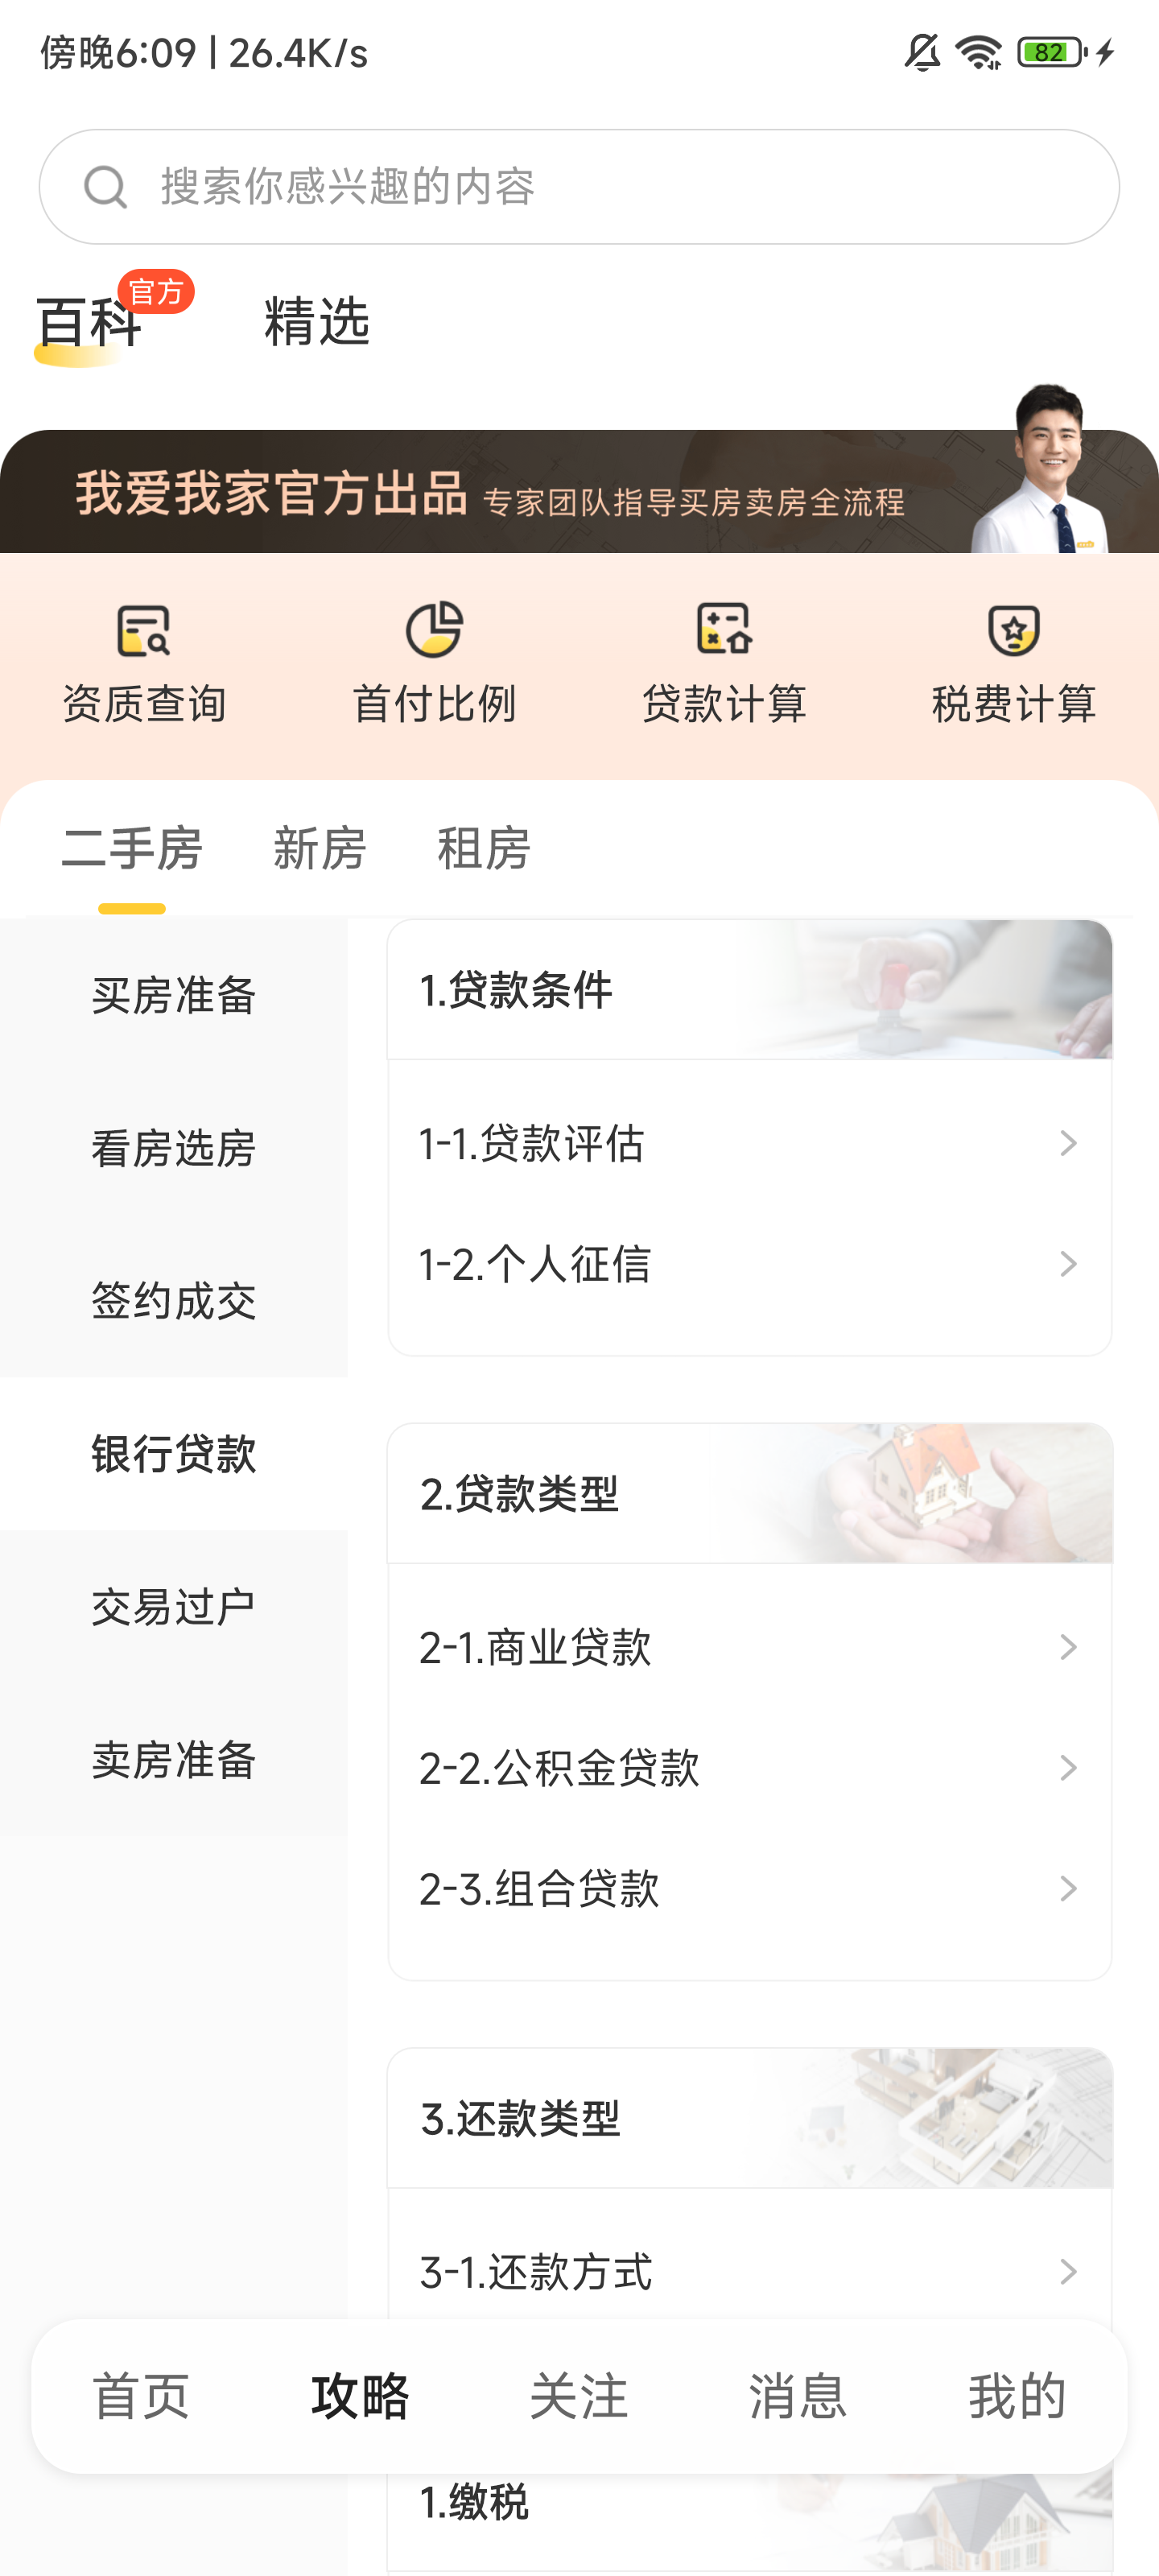 傍晚6:09 | 26.4K/s
82
搜索你感兴趣的内容
百科
官方
精选
我爱我家官方出品 专家团队指导买房卖房全流程
资质查询
首付比例
贷款计算
税费计算
二手房
新房
租房
买房准备
看房选房
签约成交
银行贷款
交易过户
卖房准备
1.贷款条件
1-1.贷款评估
1-2.个人征信
2.贷款类型
2-1.商业贷款
2-2.公积金贷款
2-3.组合贷款
3.还款类型
3-1.还款方式
首页
攻略
关注
消息
我的
1.缴税